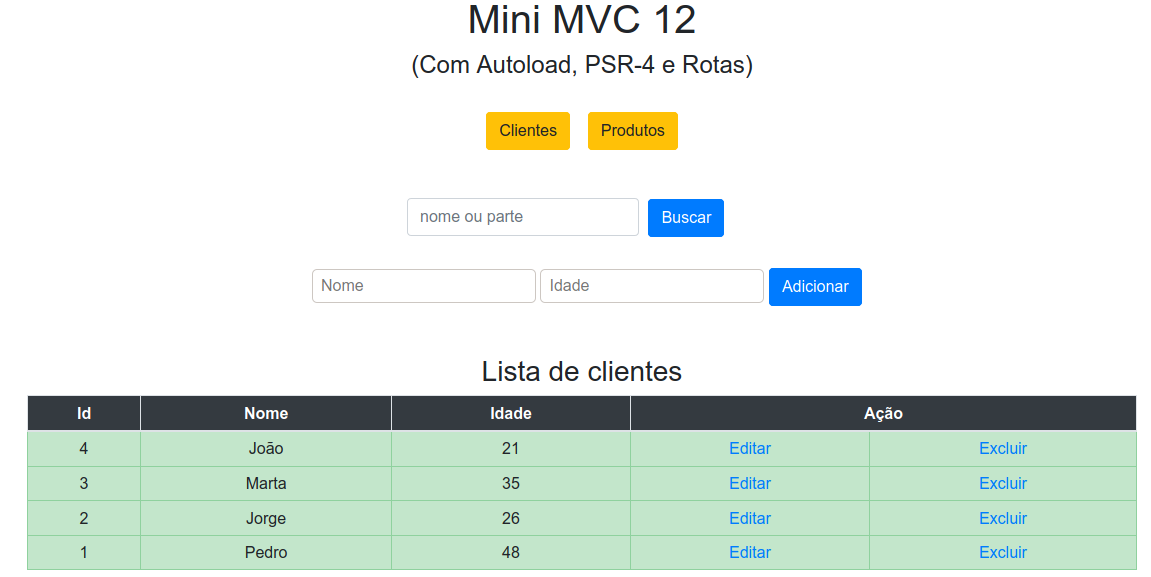 Mini MVC 12
(Com Autoload, PSR-4 e Rotas)
Clientes Produtos
nome ou parte Buscar
Nome Idade Adicionar
Lista de clientes
Id Nome Idade Ação
4 João 21 Editar Excluir
3 Marta 35 Editar Excluir
2 Jorge 26 Editar Excluir
1 Pedro 48 Editar Excluir